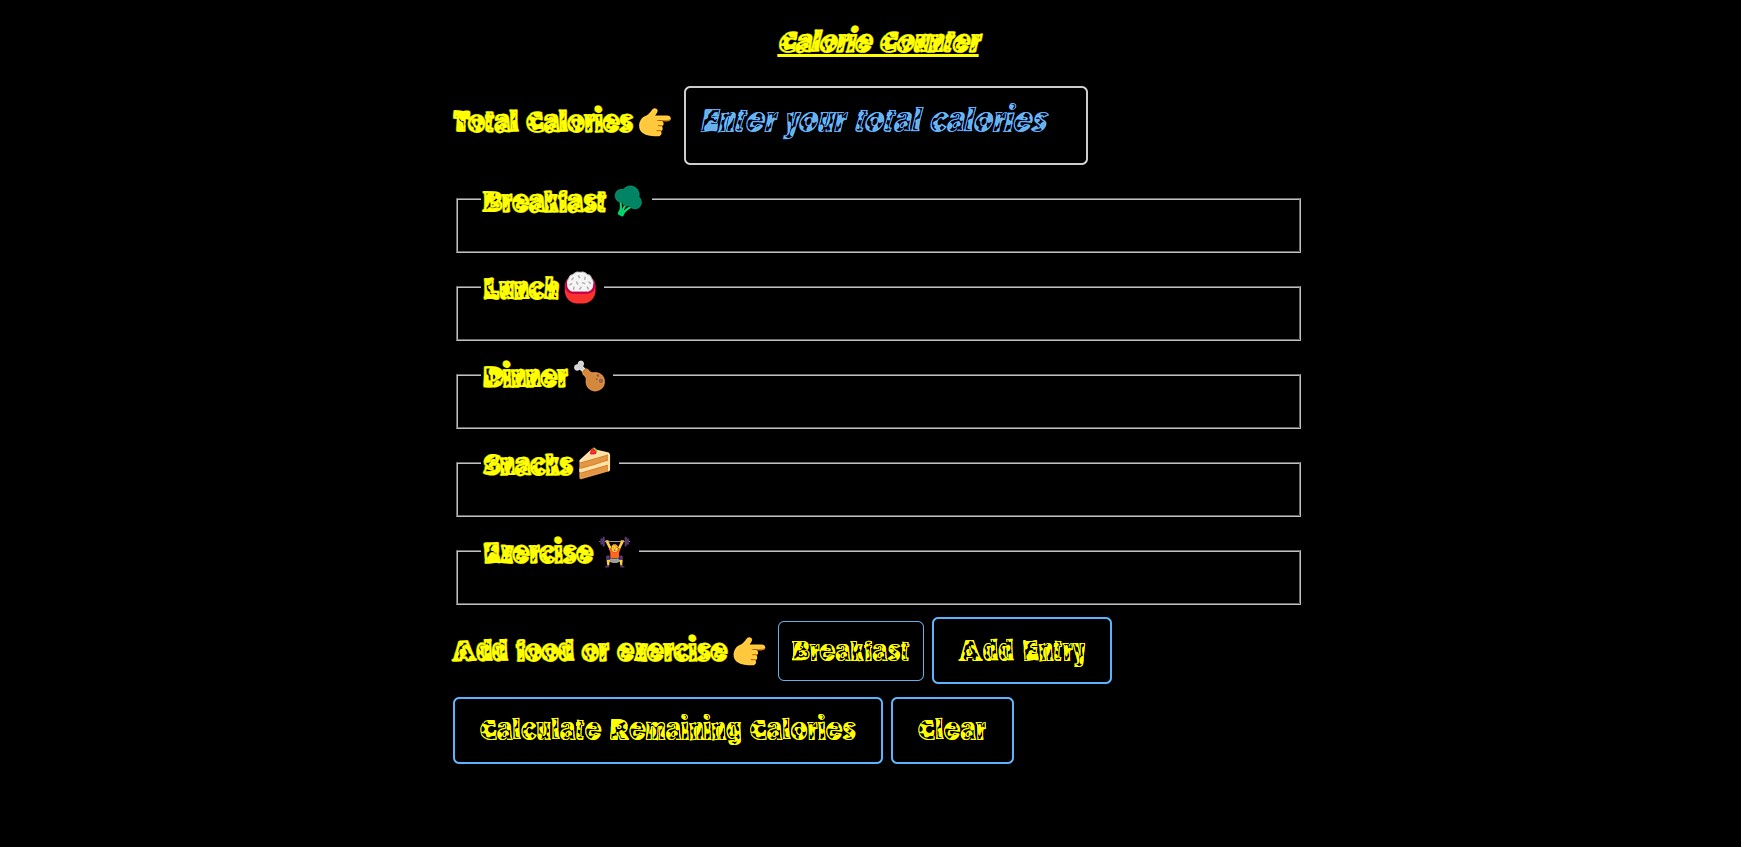 Calorie Counter
Total Calories 👉 Enter your total calories
Breakfast 🥦
Lunch 🍚
Dinner 🍗
Snacks 🍰
Exercise 🏋
Add food or exercise 👉 Breakfast Add Entry
Calculate Remaining Calories Clear